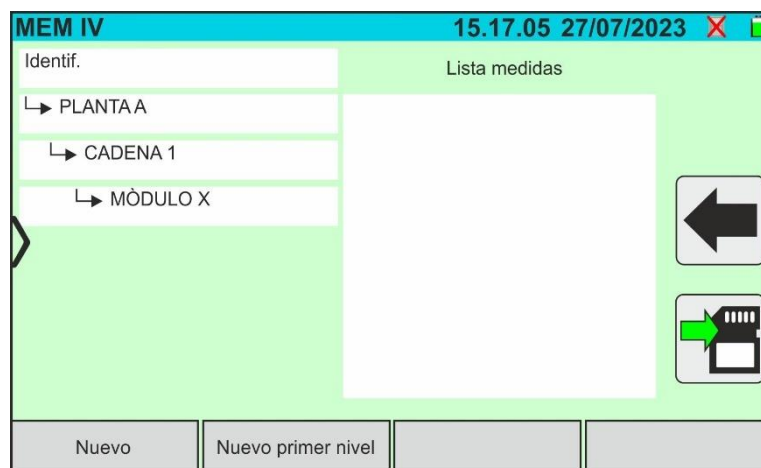 MEM IV 15.17.05 27/07/2023
Identif.
Lista medidas
PLANTA A
CADENA 1
MÒDULO X
Nuevo
Nuevo primer nivel